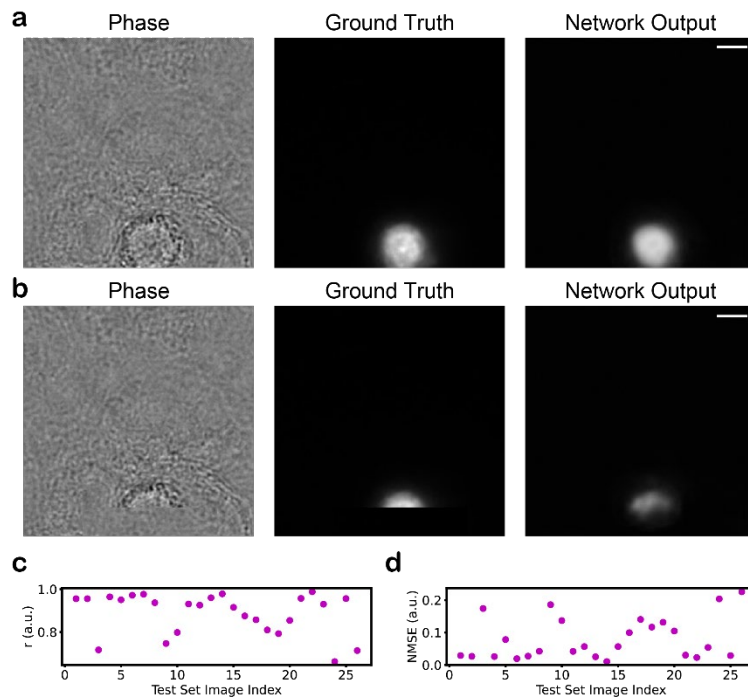 a
Phase Ground Truth Network Output
b
Phase Ground Truth Network Output
c
r (a.u.)
1.0
0.8
0 5 10 15 20 25
Test Set Image Index
d
NMSE (a.u.)
0.2
0.1
0.0
0 5 10 15 20 25
Test Set Image Index